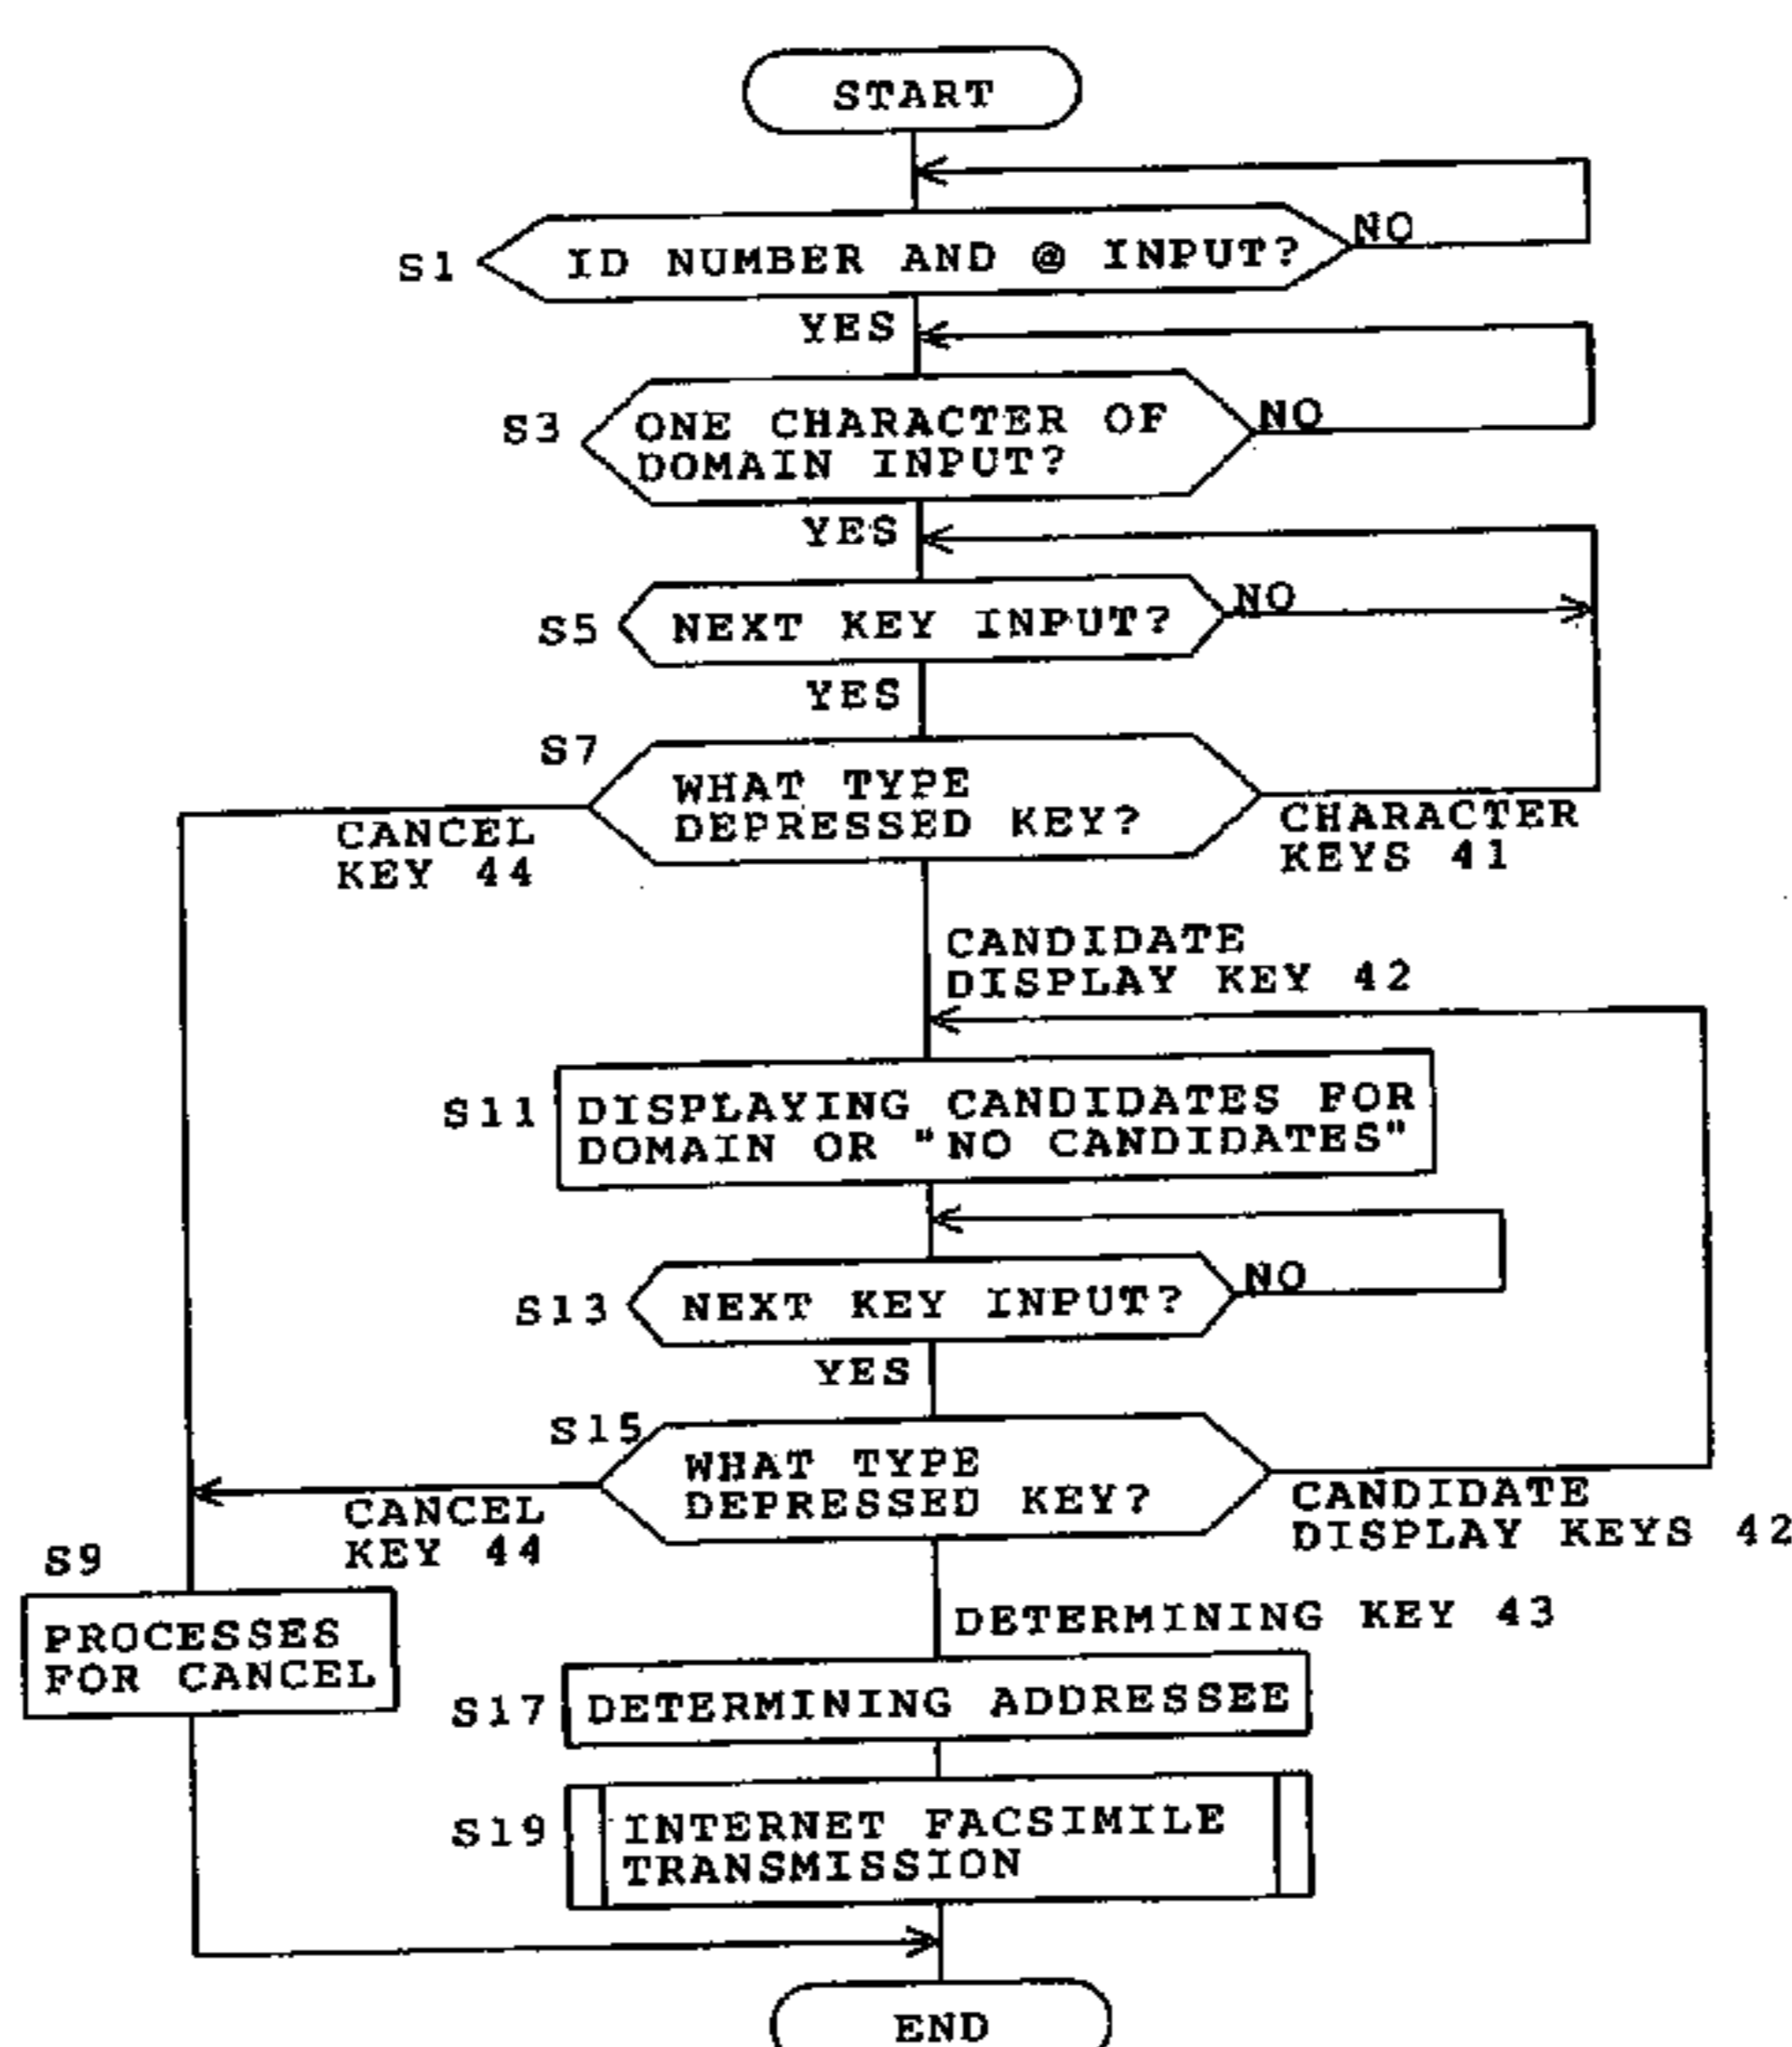 START
NO
S1
ID NUMBER AND @ INPUT?
YES
S3
ONE CHARACTER OF
DOMAIN INPUT?
NO
YES
S5
NEXT KEY INPUT?
NO
YES
S7
WHAT TYPE
DEPRESSED KEY?
CANCEL
KEY 44
CHARACTER
KEYS 41
CANDIDATE
DISPLAY KEY 42
S11
DISPLAYING CANDIDATES FOR
DOMAIN OR "NO CANDIDATES"
S13
NEXT KEY INPUT?
NO
YES
S15
WHAT TYPE
DEPRESSED KEY?
CANCEL
KEY 44
CANDIDATE
DISPLAY KEYS 42
S9
PROCESSES
FOR CANCEL
DETERMINING KEY 43
S17
DETERMINING ADDRESSEE
S19
INTERNET FACSIMILE
TRANSMISSION
END